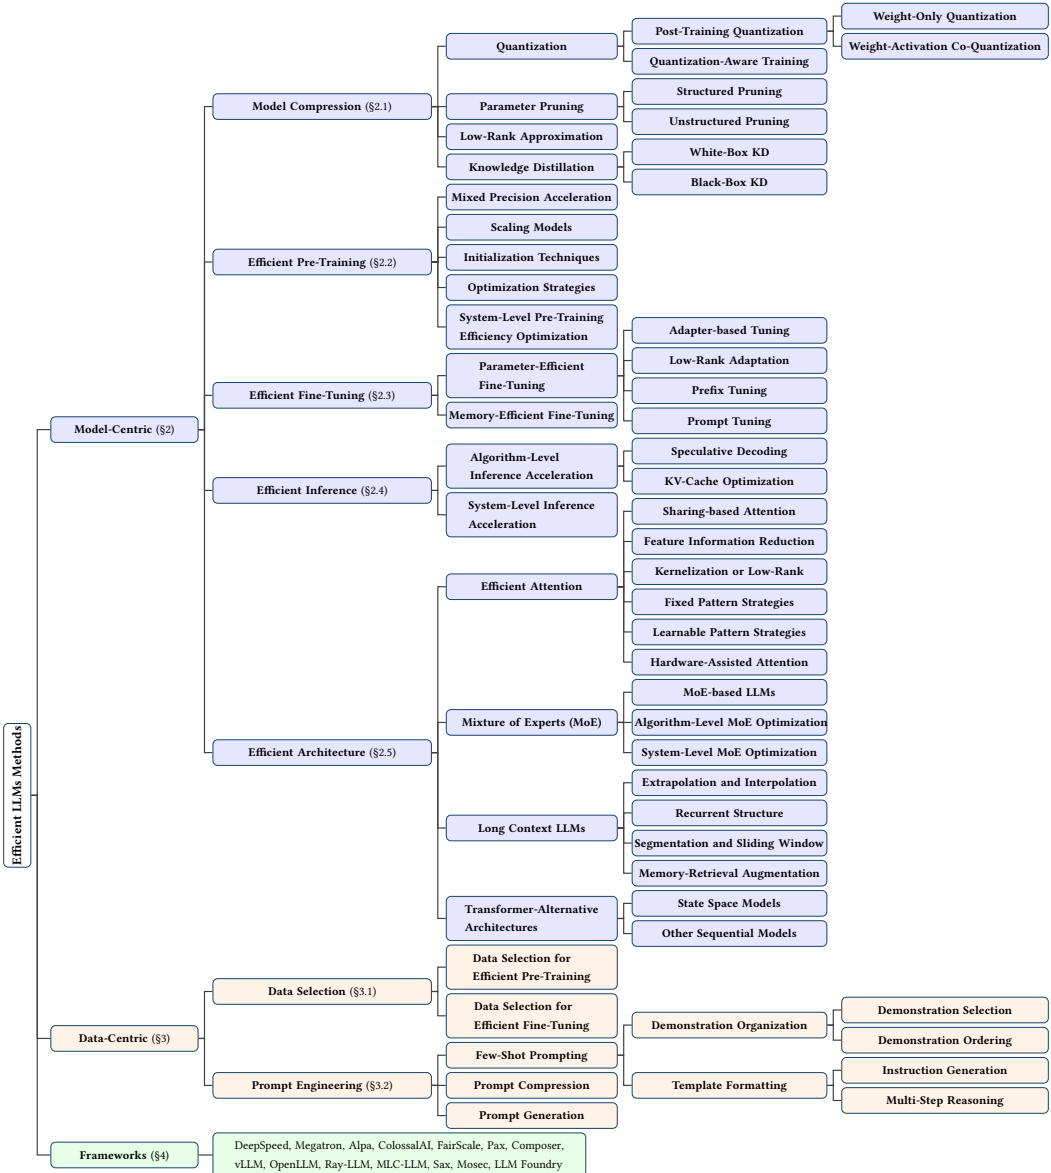 Efficient LLMs Methods
Model-Centric (§2)
Model Compression (§2.1)
Quantization
Post-Training Quantization
Weight-Only Quantization
Weight-Activation Co-Quantization
Quantization-Aware Training
Parameter Pruning
Structured Pruning
Unstructured Pruning
Low-Rank Approximation
Knowledge Distillation
White-Box KD
Black-Box KD
Efficient Pre-Training (§2.2)
Mixed Precision Acceleration
Scaling Models
Initialization Techniques
Optimization Strategies
System-Level Pre-Training
Efficiency Optimization
Efficient Fine-Tuning (§2.3)
Parameter-Efficient
Fine-Tuning
Adapter-based Tuning
Low-Rank Adaptation
Prefix Tuning
Prompt Tuning
Memory-Efficient Fine-Tuning
Efficient Inference (§2.4)
Algorithm-Level
Inference Acceleration
Speculative Decoding
KV-Cache Optimization
System-Level Inference
Acceleration
Efficient Architecture (§2.5)
Efficient Attention
Sharing-based Attention
Feature Information Reduction
Kernelization or Low-Rank
Fixed Pattern Strategies
Learnable Pattern Strategies
Hardware-Assisted Attention
Mixture of Experts (MoE)
MoE-based LLMs
Algorithm-Level MoE Optimization
System-Level MoE Optimization
Long Context LLMs
Extrapolation and Interpolation
Recurrent Structure
Segmentation and Sliding Window
Memory-Retrieval Augmentation
Transformer-Alternative
Architectures
State Space Models
Other Sequential Models
Data-Centric (§3)
Data Selection (§3.1)
Data Selection for
Efficient Pre-Training
Data Selection for
Efficient Fine-Tuning
Prompt Engineering (§3.2)
Few-Shot Prompting
Demonstration Organization
Demonstration Selection
Demonstration Ordering
Template Formatting
Instruction Generation
Multi-Step Reasoning
Prompt Compression
Prompt Generation
Frameworks (§4)
DeepSpeed, Megatron, Alpa, ColossalAI, FairScale, Pax, Composer,
vLLM, OpenLLM, Ray-LLM, MLC-LLM, Sax, Mosec, LLM Foundry